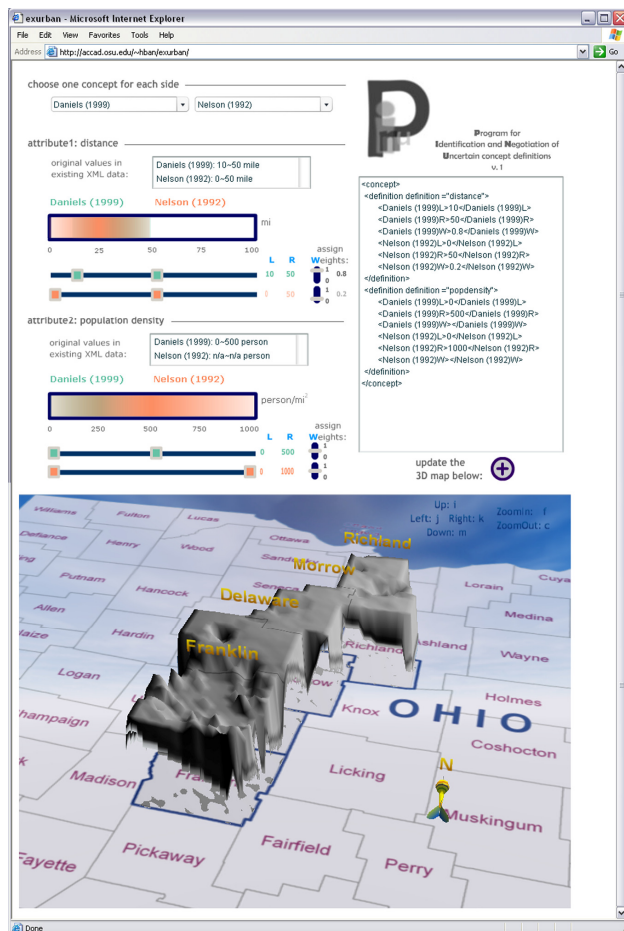 exurban - Microsoft Internet Explorer
File Edit View Favorites Tools Help
Address http://accad.osu.edu/~hban/exurban/ Go
choose one concept for each side
Daniels (1999) Nelson (1992)
Program for
Identification and Negotiation of
Uncertain concept definitions
v.1
attribute1: distance
original values in
existing XML data:
Daniels (1999): 10~50 mile
Nelson (1992): 0~50 mile
Daniels (1999) Nelson (1992)
mi
0 25 50 75 100
L R
assign
Weights:
10 50 1 0.8
0
0 50 1 0.2
0
attribute2: population density
original values in
existing XML data:
Daniels (1999): 0~500 person
Nelson (1992): n/a~n/a person
Daniels (1999) Nelson (1992)
person/mi²
0 250 500 750 1000
L R
assign
Weights:
0 500 1
0
0 1000 1
0
<concept>
<definition definition ="distance">
<Daniels (1999)L>10</Daniels (1999)L>
<Daniels (1999)R>50</Daniels (1999)R>
<Daniels (1999)W>0.8</Daniels (1999)W>
<Nelson (1992)L>0</Nelson (1992)L>
<Nelson (1992)R>50</Nelson (1992)R>
<Nelson (1992)W>0.2</Nelson (1992)W>
</definition>
<definition definition ="popdensity">
<Daniels (1999)L>0</Daniels (1999)L>
<Daniels (1999)R>500</Daniels (1999)R>
<Daniels (1999)W></Daniels (1999)W>
<Nelson (1992)L>0</Nelson (1992)L>
<Nelson (1992)R>1000</Nelson (1992)R>
<Nelson (1992)W></Nelson (1992)W>
</definition>
</concept>
update the
3D map below:
Up: i
Left: j Right: k
Down: m
ZoomIn: f
ZoomOut: c
Williams
Fulton
Lucas
Ottawa
Richland
Defiance
Henry
Wood
Morrow
Lorain
Cuya
Putnam
Hancock
Seneca
Delaware
Medina
Allen
Hardin
Franklin
Richland
Ashland
Wayne
Logan
ow
Knox
OHIO
Holmes
Coshocton
N
Madison
Fra
Licking
Muskingum
Fayette
Pickaway
Fairfield
Perry
Done